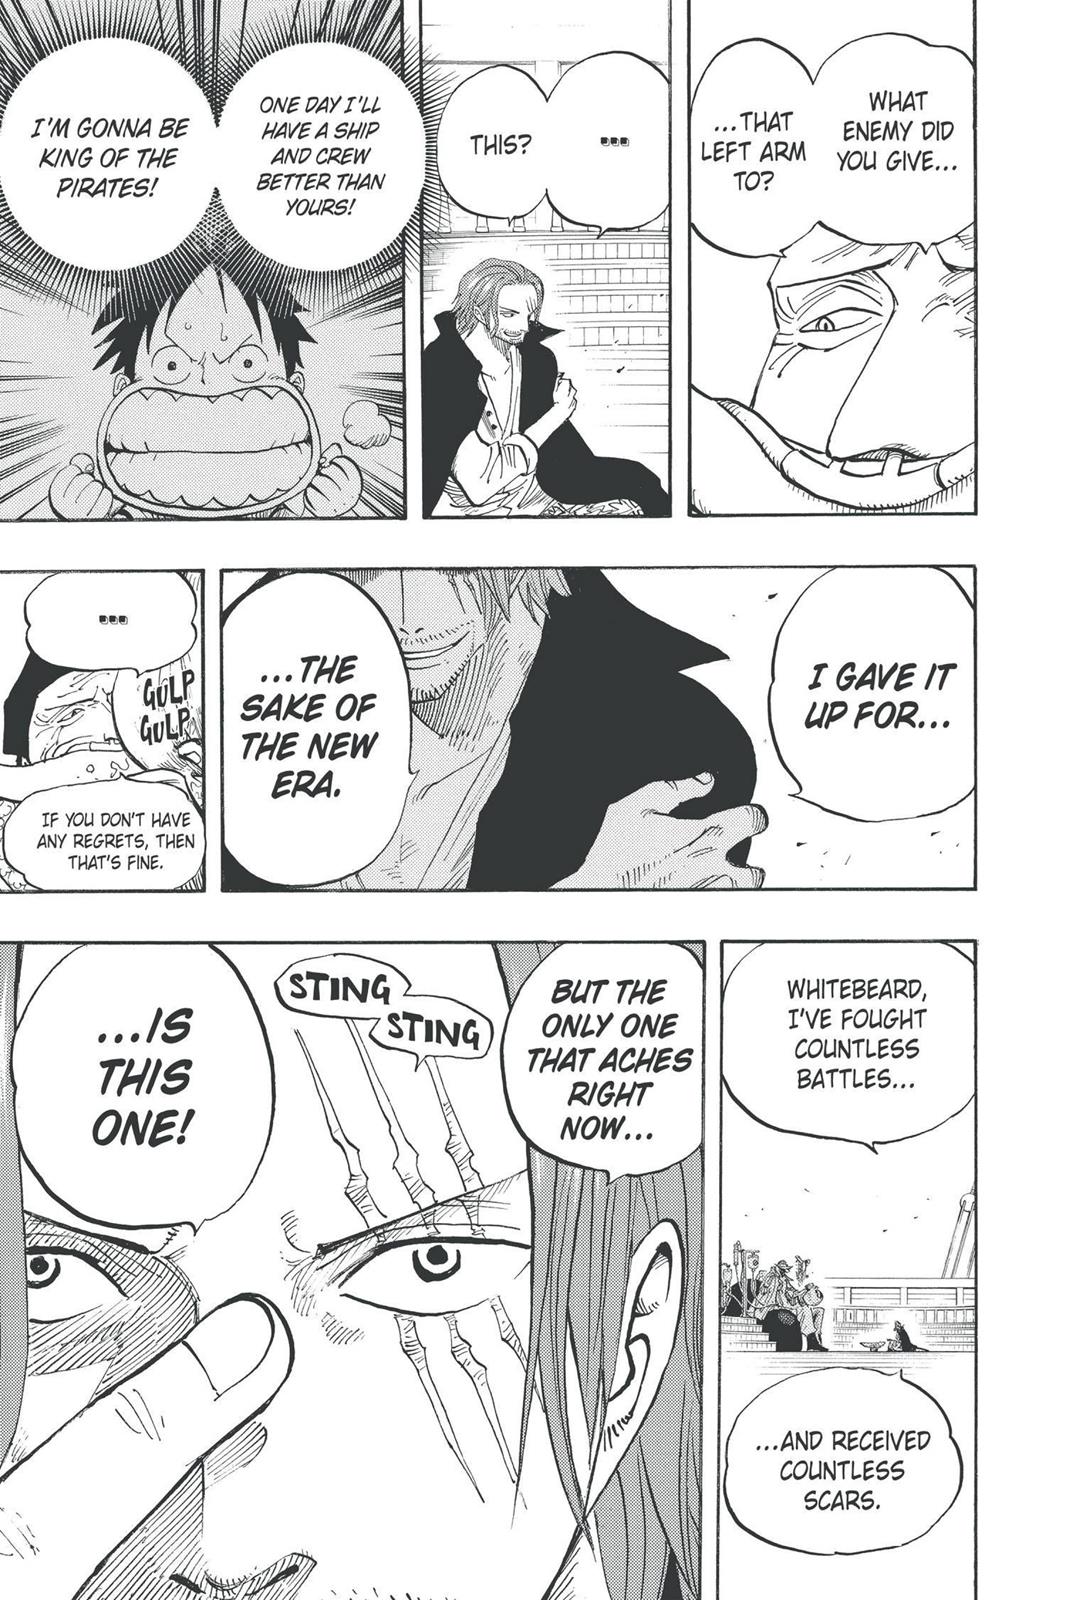 WHAT
ENEMY DID
YOU GIVE...
...THAT
LEFT ARM
TO?
...
THIS?
ONE DAY I'LL
HAVE A SHIP
AND CREW
BETTER THAN
YOURS!
I'M GONNA BE
KING OF THE
PIRATES!
I GAVE IT
UP FOR...
...THE
SAKE OF
THE NEW
ERA.
...
GULP
GULP
IF YOU DON'T HAVE
ANY REGRETS, THEN
THAT'S FINE.
WHITEBEARD,
I'VE FOUGHT
COUNTLESS
BATTLES...
...AND RECEIVED
COUNTLESS
SCARS.
BUT THE
ONLY ONE
THAT ACHES
RIGHT
NOW...
STING
STING
...IS
THIS
ONE!